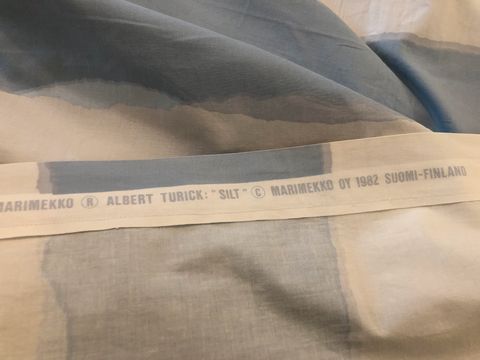 MARIMEKKO ® ALBERT TURICK: "SILT" © MARIMEKKO OY 1982 SUOMI-FINLAND